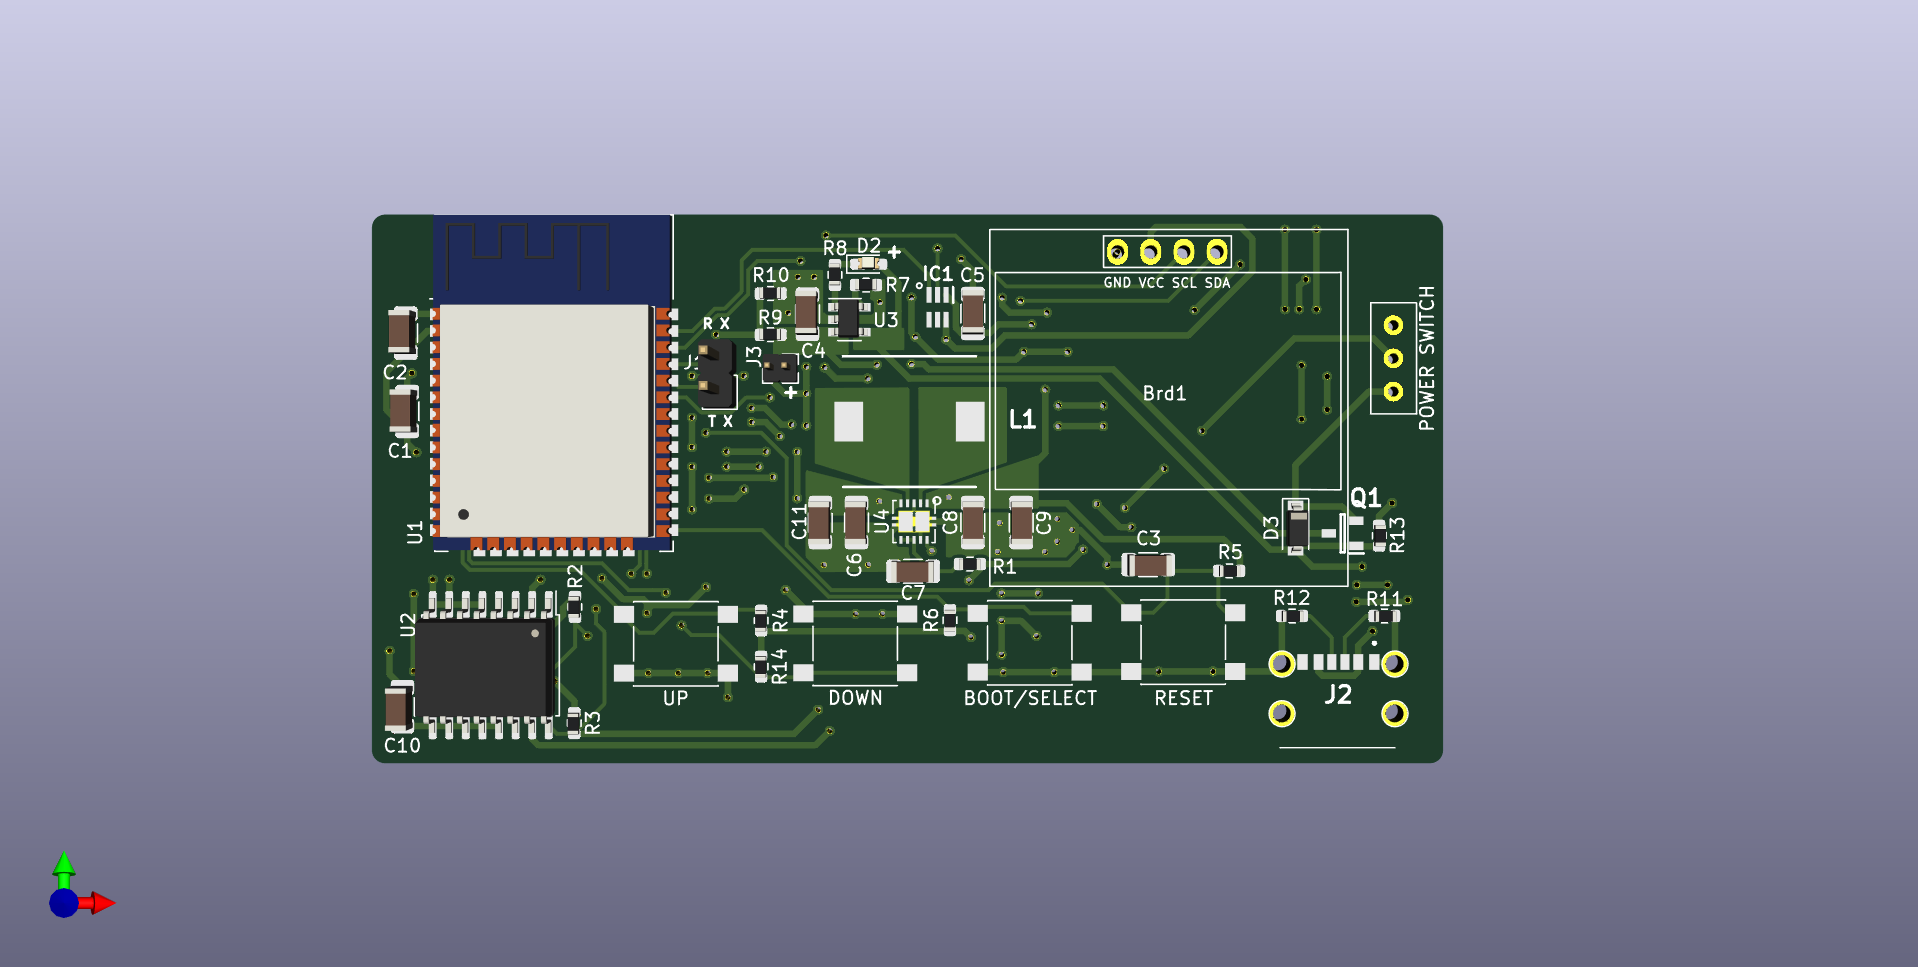 R8 D2 +
R10
R7
IC1 C5
GND VCC SCL SDA
R X
R9
U3
J3
C4
J1
+
C2
POWER SWITCH
Brd1
T X
L1
C1
Q1
U1
C11
C6
U4
C8
C9
D3
R13
C3
R5
R1
C7
R2
R12
R11
U2
R4
R6
R14
J2
UP
DOWN
BOOT/SELECT
RESET
R3
C10